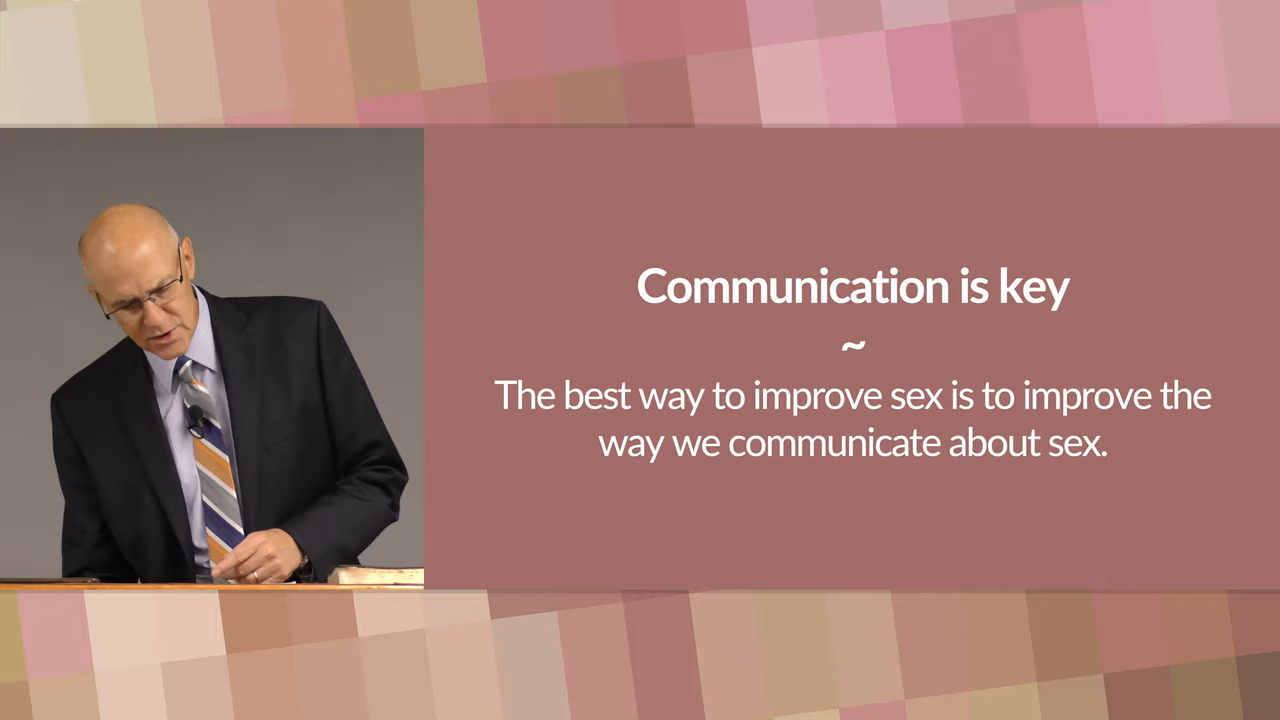 Communication is key
~
The best way to improve sex is to improve the
way we communicate about sex.